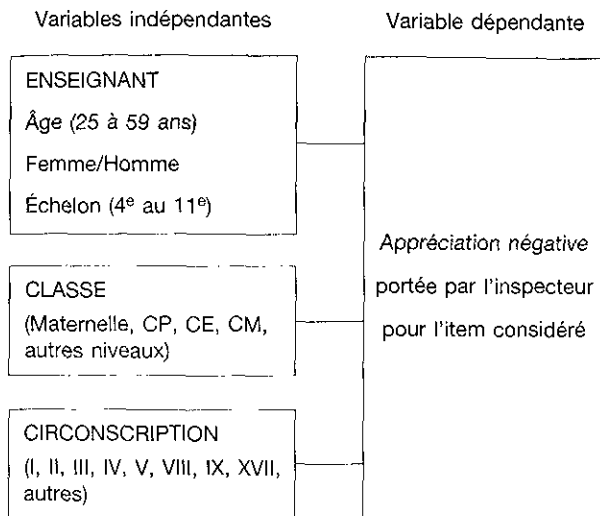 Variables indépendantes
Variable dépendante
ENSEIGNANT
Âge (25 à 59 ans)
Femme/Homme
Échelon (4e au 11e)
CLASSE
(Maternelle, CP, CE, CM,
autres niveaux)
CIRCONSCRIPTION
(I, II, III, IV, V, VIII, IX, XVII,
autres)
Appréciation négative
portée par l'inspecteur
pour l'item considéré